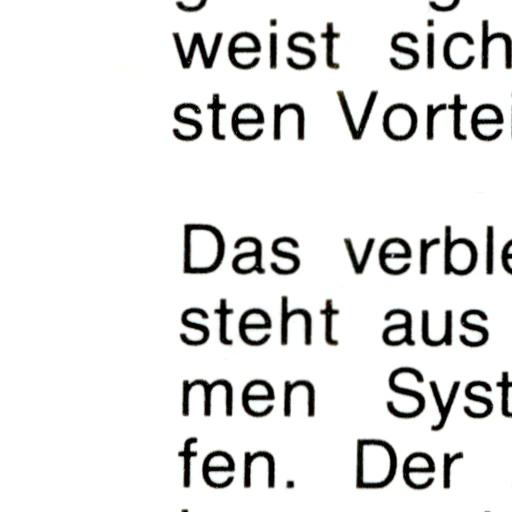 weist sich
sten Vortei
Das verble
steht aus
men Syst
fen. Der